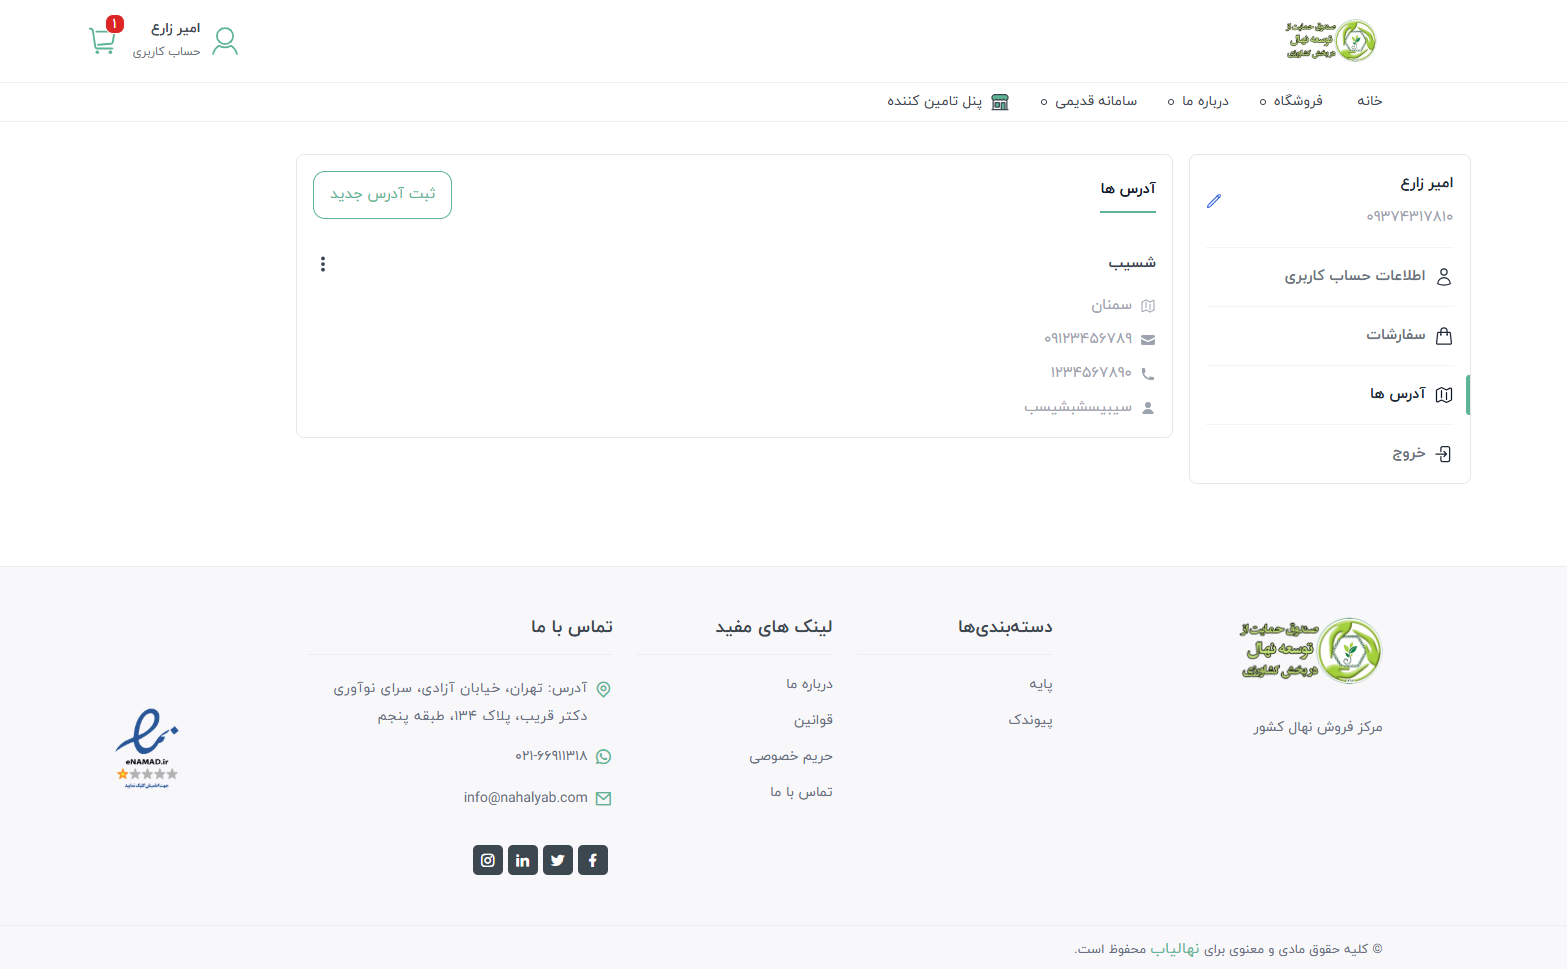 صندوق حمایت از
توسعه نهال
در بخش کشاورزی
امیر زارع
حساب کاربری
۱
خانه
فروشگاه
درباره ما
سامانه قدیمی
پنل تامین کننده
امیر زارع
۰۹۳۷۴۳۱۷۸۱۰
اطلاعات حساب کاربری
سفارشات
آدرس ها
خروج
آدرس ها
ثبت آدرس جدید
شسیب
سمنان
۰۹۱۲۳۴۵۶۷۸۹
۱۲۳۴۵۶۷۸۹۰
سیبیسشبشیسب
صندوق حمایت از
توسعه نهال
در بخش کشاورزی
مرکز فروش نهال کشور
دسته‌بندی‌ها
پایه
پیوندک
لینک های مفید
درباره ما
قوانین
حریم خصوصی
تماس با ما
تماس با ما
آدرس: تهران، خیابان آزادی، سرای نوآوری
دکتر قریب، پلاک ۱۳۴، طبقه پنجم
۰۲۱-۶۶۹۱۱۳۱۸
info@nahalyab.com
eNAMAD.ir
© کلیه حقوق مادی و معنوی برای نهالیاب محفوظ است.